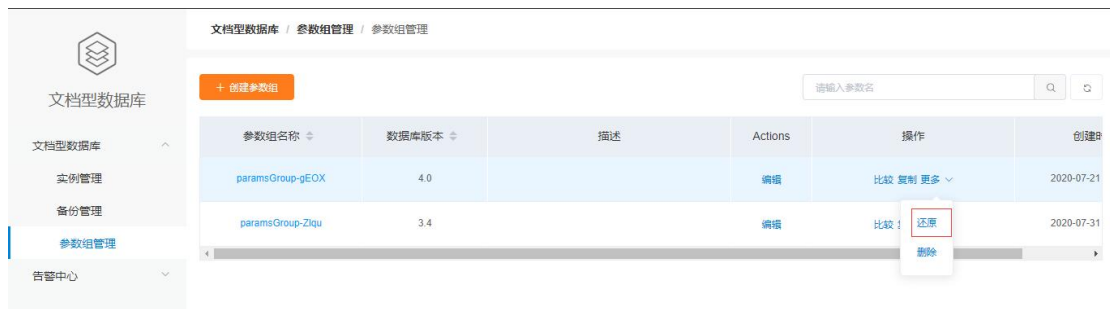 文档型数据库 / 参数组管理 / 参数组管理
文档型数据库
+ 创建参数组
请输入参数名
文档型数据库
实例管理
备份管理
参数组管理
告警中心
参数组名称 数据库版本 描述 Actions 操作 创建时
paramsGroup-gEOX 4.0 编辑 比较 复制 更多 2020-07-21
paramsGroup-ZIqu 3.4 编辑 比较 2020-07-31
还原
删除